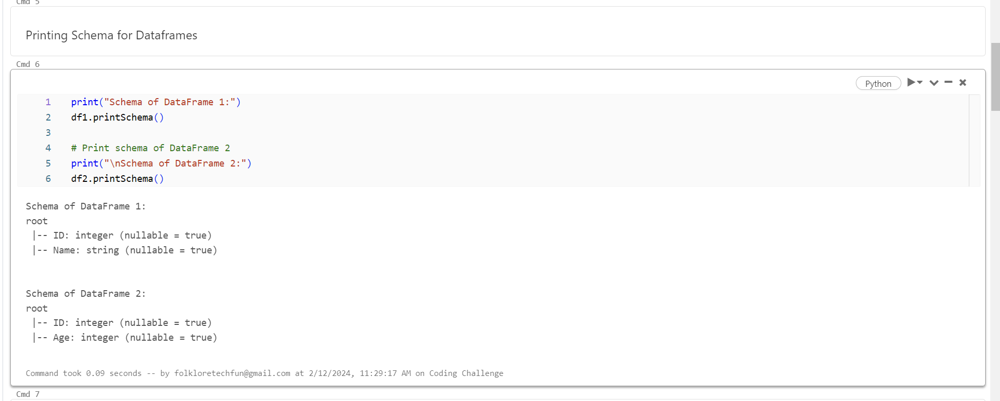 Cmd 5
Printing Schema for Dataframes
Cmd 6
Python
1 print("Schema of DataFrame 1:")
2 df1.printSchema()
3
4 # Print schema of DataFrame 2
5 print("\nSchema of DataFrame 2:")
6 df2.printSchema()
Schema of DataFrame 1:
root
 |-- ID: integer (nullable = true)
 |-- Name: string (nullable = true)
Schema of DataFrame 2:
root
 |-- ID: integer (nullable = true)
 |-- Age: integer (nullable = true)
Command took 0.09 seconds -- by folkloretechfun@gmail.com at 2/12/2024, 11:29:17 AM on Coding Challenge
Cmd 7